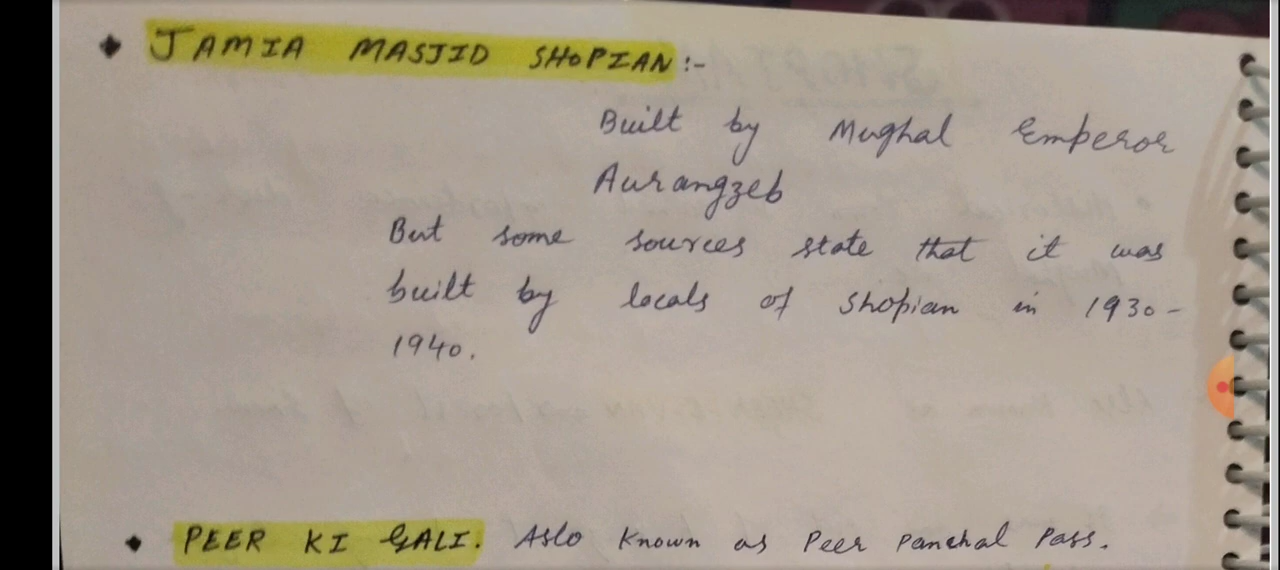 JAMIA MASJID SHOPIAN :-
Built by Mughal Emperor
Aurangzeb
But some sources state that it was
built by locals of Shopian in 1930-
1940.
PEER KI GALI. Aslo known as Peer Panchal Pass.